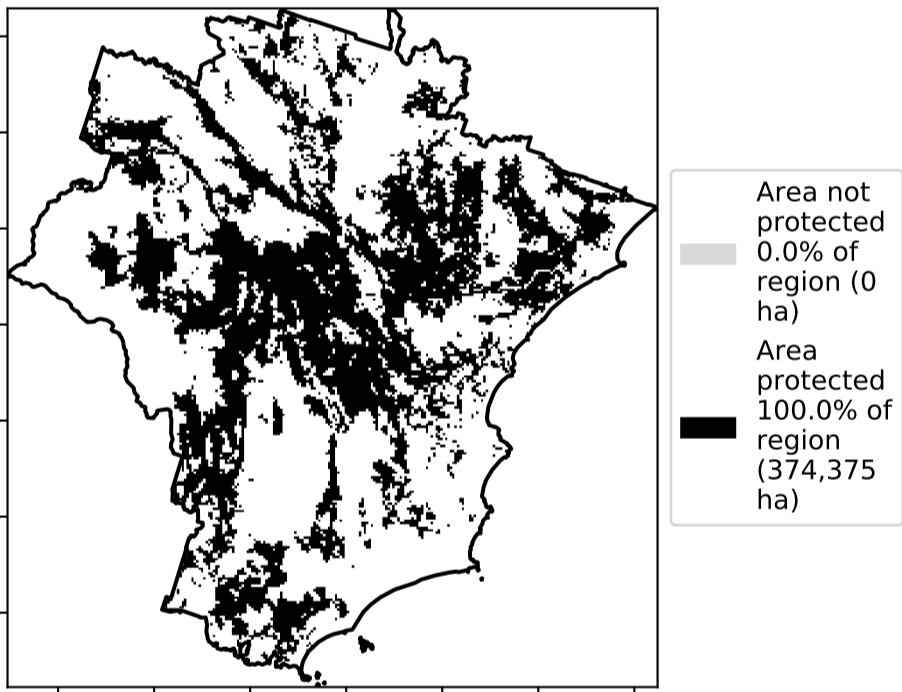 Area not
protected
0.0% of
region (0
ha)
Area
protected
100.0% of
region
(374,375
ha)